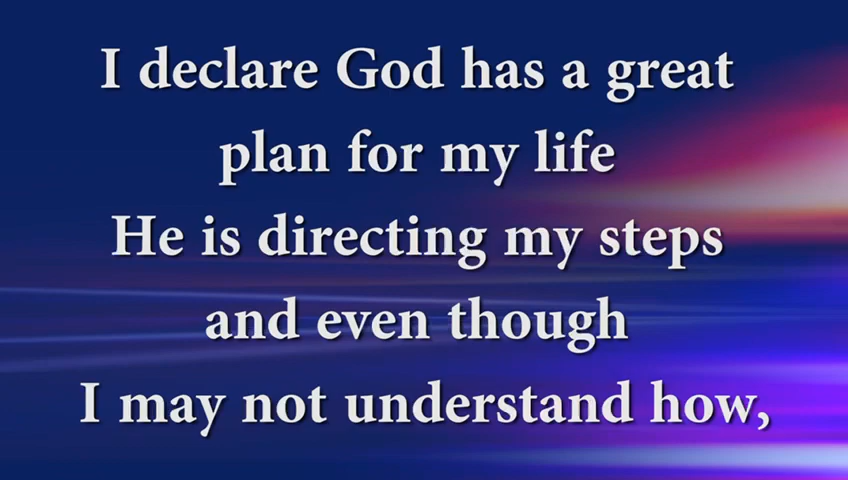 I declare God has a great
plan for my life
He is directing my steps
and even though
I may not understand how,